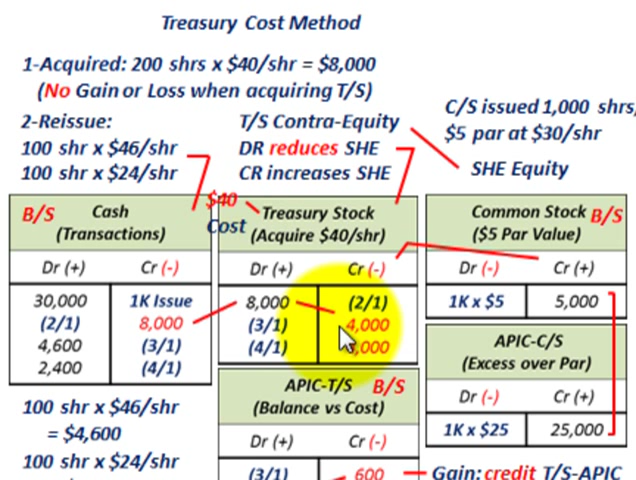 Treasury Cost Method
1-Acquired: 200 shrs x $40/shr = $8,000
(No Gain or Loss when acquiring T/S)
C/S issued 1,000 shrs,
$5 par at $30/shr
SHE Equity
2-Reissue:
100 shr x $46/shr
100 shr x $24/shr
T/S Contra-Equity
DR reduces SHE
CR increases SHE
$40
Cost
B/S Cash
(Transactions)
Dr (+) Cr (-)
30,000 1K Issue
(2/1) 8,000
4,600 (3/1)
2,400 (4/1)
Treasury Stock
(Acquire $40/shr)
Dr (+) Cr (-)
8,000 (2/1)
(3/1) 4,000
(4/1)
Common Stock B/S
($5 Par Value)
Dr (-) Cr (+)
1K x $5 5,000
APIC-C/S
(Excess over Par)
Dr (-) Cr (+)
1K x $25 25,000
APIC-T/S B/S
(Balance vs Cost)
Dr (+) Cr (-)
(3/1) 600
Gain: credit T/S-APIC
100 shr x $46/shr
= $4,600
100 shr x $24/shr